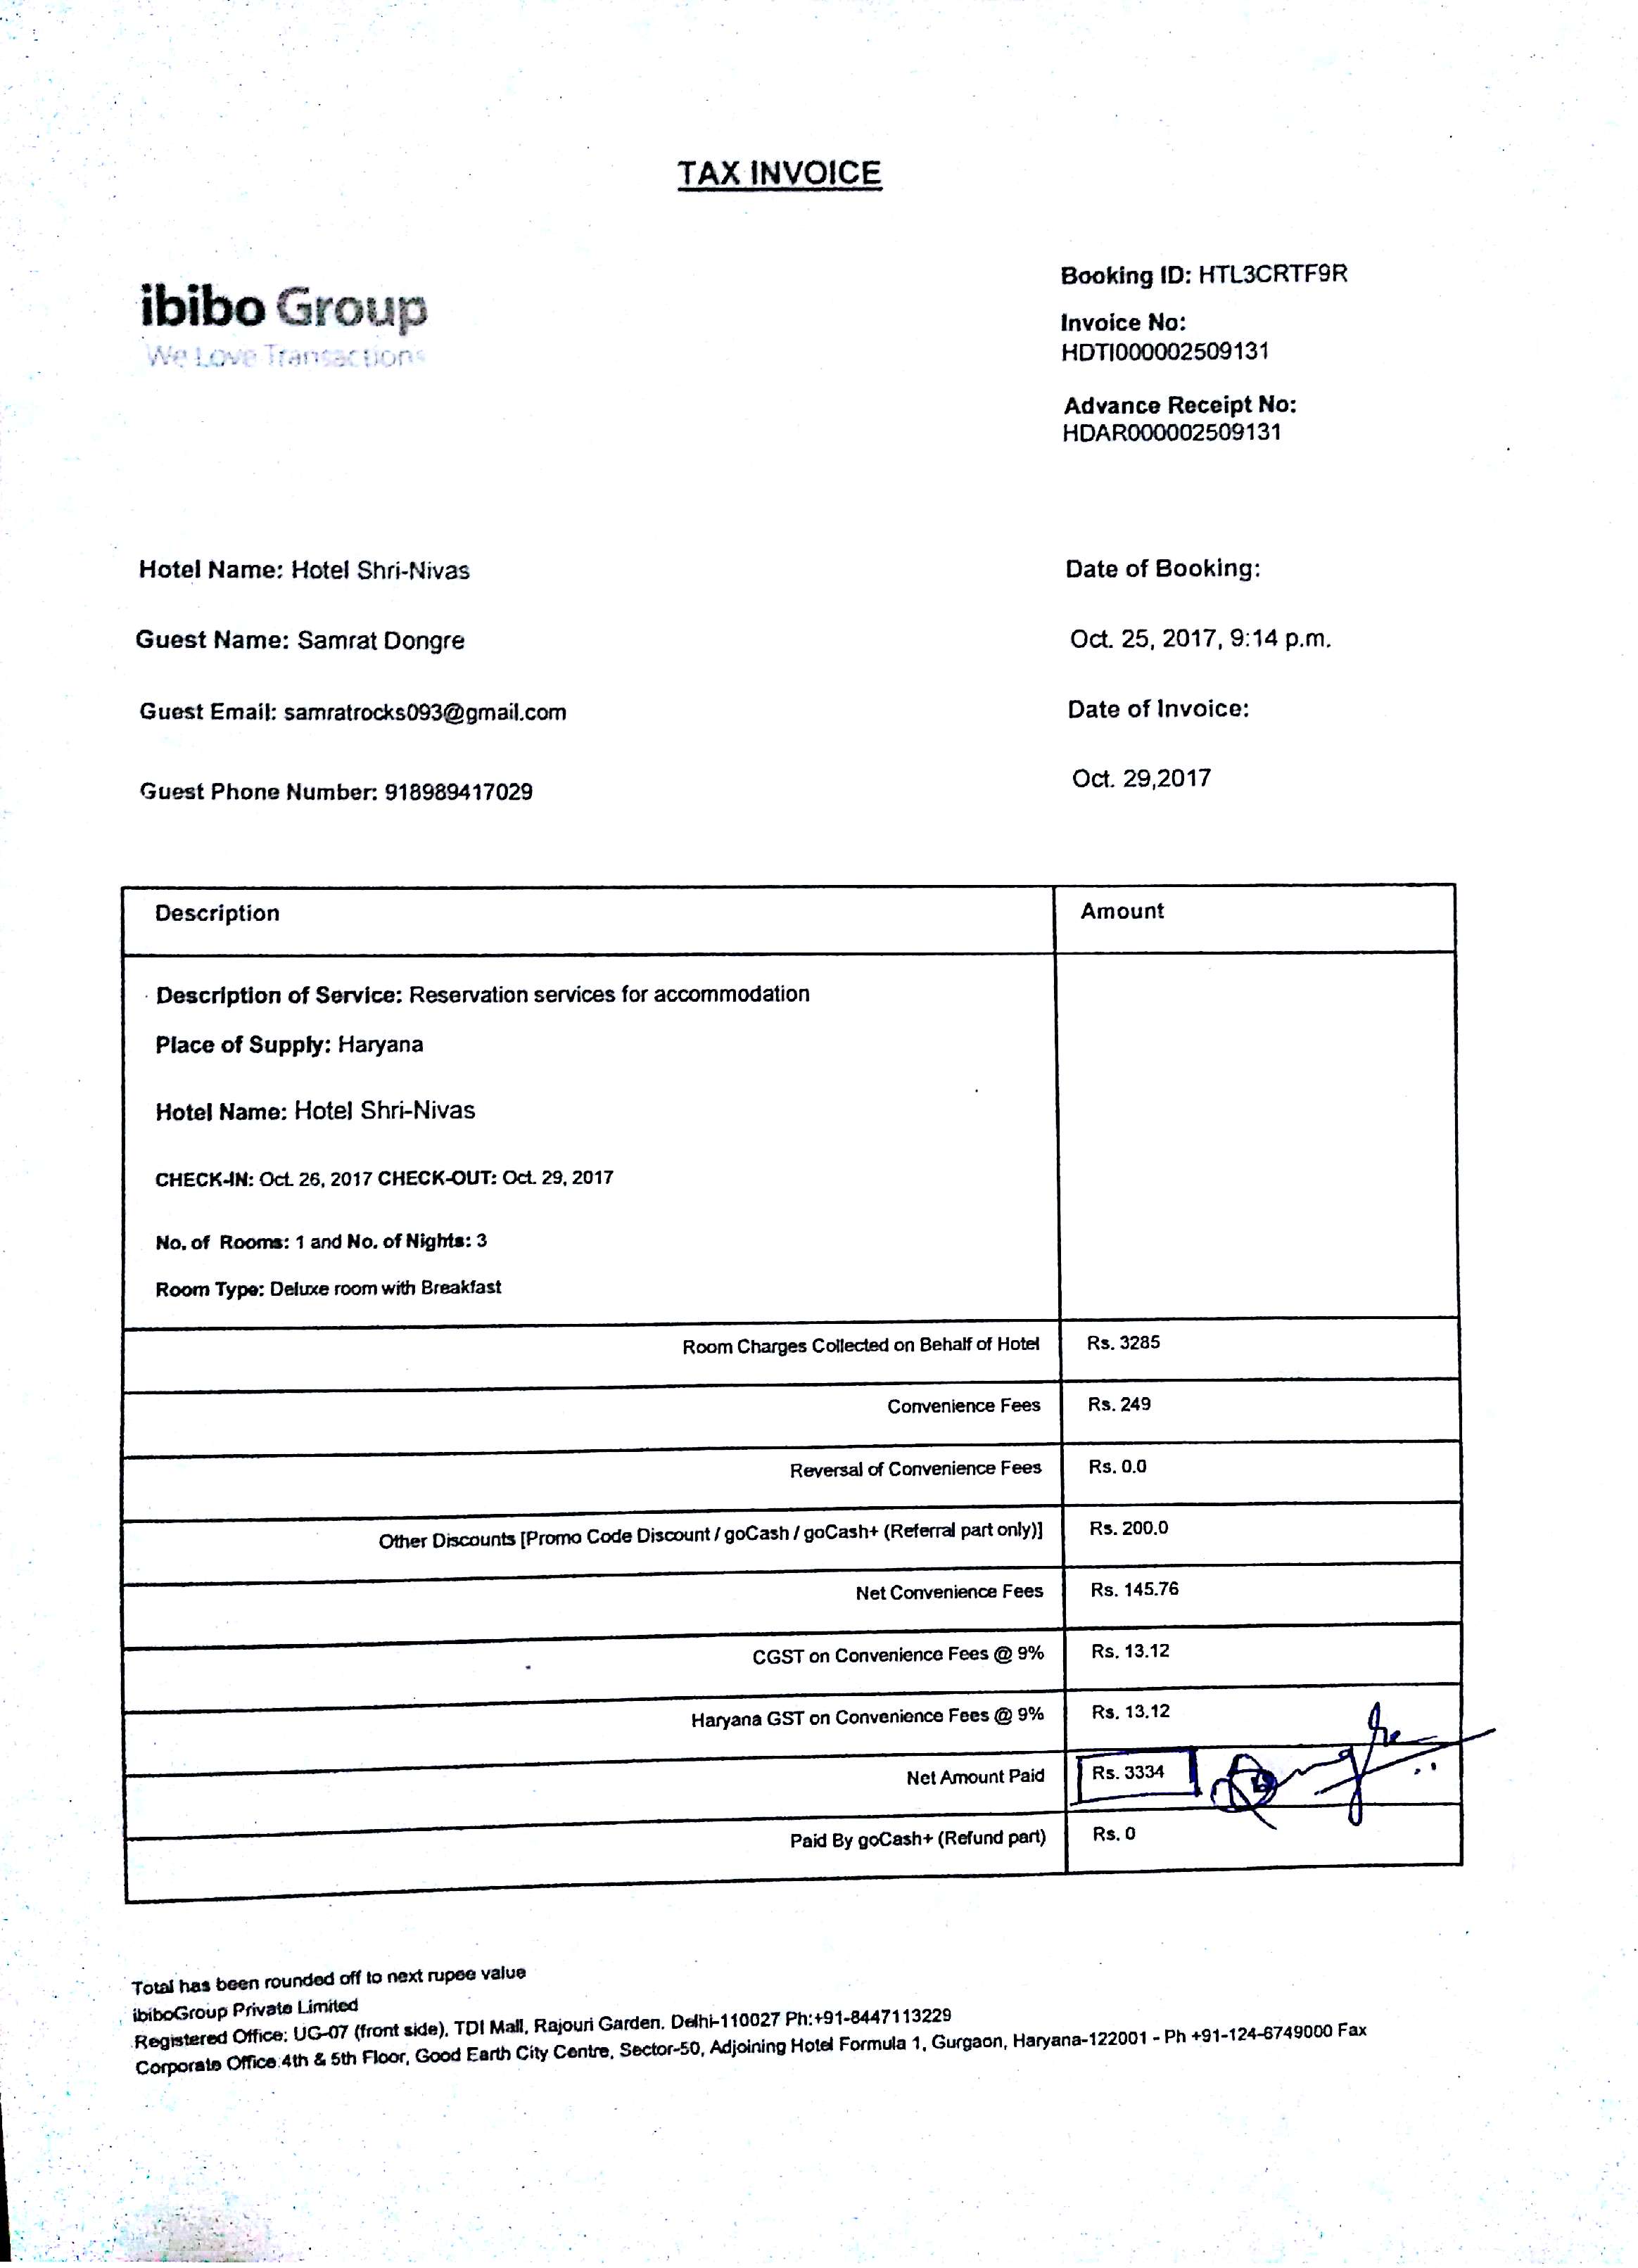 TAX INVOICE
ibibo Group
We Love Transactions
Booking ID: HTL3CRTF9R
Invoice No:
HDTI000002509131
Advance Receipt No:
HDAR000002509131
Hotel Name: Hotel Shri-Nivas
Date of Booking:
Guest Name: Samrat Dongre
Oct. 25, 2017, 9:14 p.m.
Guest Email: samratrocks093@gmail.com
Date of Invoice:
Guest Phone Number: 918989417029
Oct. 29,2017
Description Amount
Description of Service: Reservation services for accommodation
Place of Supply: Haryana
Hotel Name: Hotel Shri-Nivas
CHECK-IN: Oct. 26, 2017 CHECK-OUT: Oct. 29, 2017
No. of Rooms: 1 and No. of Nights: 3
Room Type: Deluxe room with Breakfast
Room Charges Collected on Behalf of Hotel Rs. 3285
Convenience Fees Rs. 249
Reversal of Convenience Fees Rs. 0.0
Other Discounts [Promo Code Discount / goCash / goCash+ (Referral part only)] Rs. 200.0
Net Convenience Fees Rs. 145.76
CGST on Convenience Fees @ 9% Rs. 13.12
Haryana GST on Convenience Fees @ 9% Rs. 13.12
Net Amount Paid Rs. 3334
Paid By goCash+ (Refund part) Rs. 0
Total has been rounded off to next rupee value
ibiboGroup Private Limited
Registered Office: UG-07 (front side), TDI Mall, Rajouri Garden. Delhi-110027 Ph:+91-8447113229
Corporate Office:4th & 5th Floor, Good Earth City Centre, Sector-50, Adjoining Hotel Formula 1, Gurgaon, Haryana-122001 - Ph +91-124-6749000 Fax